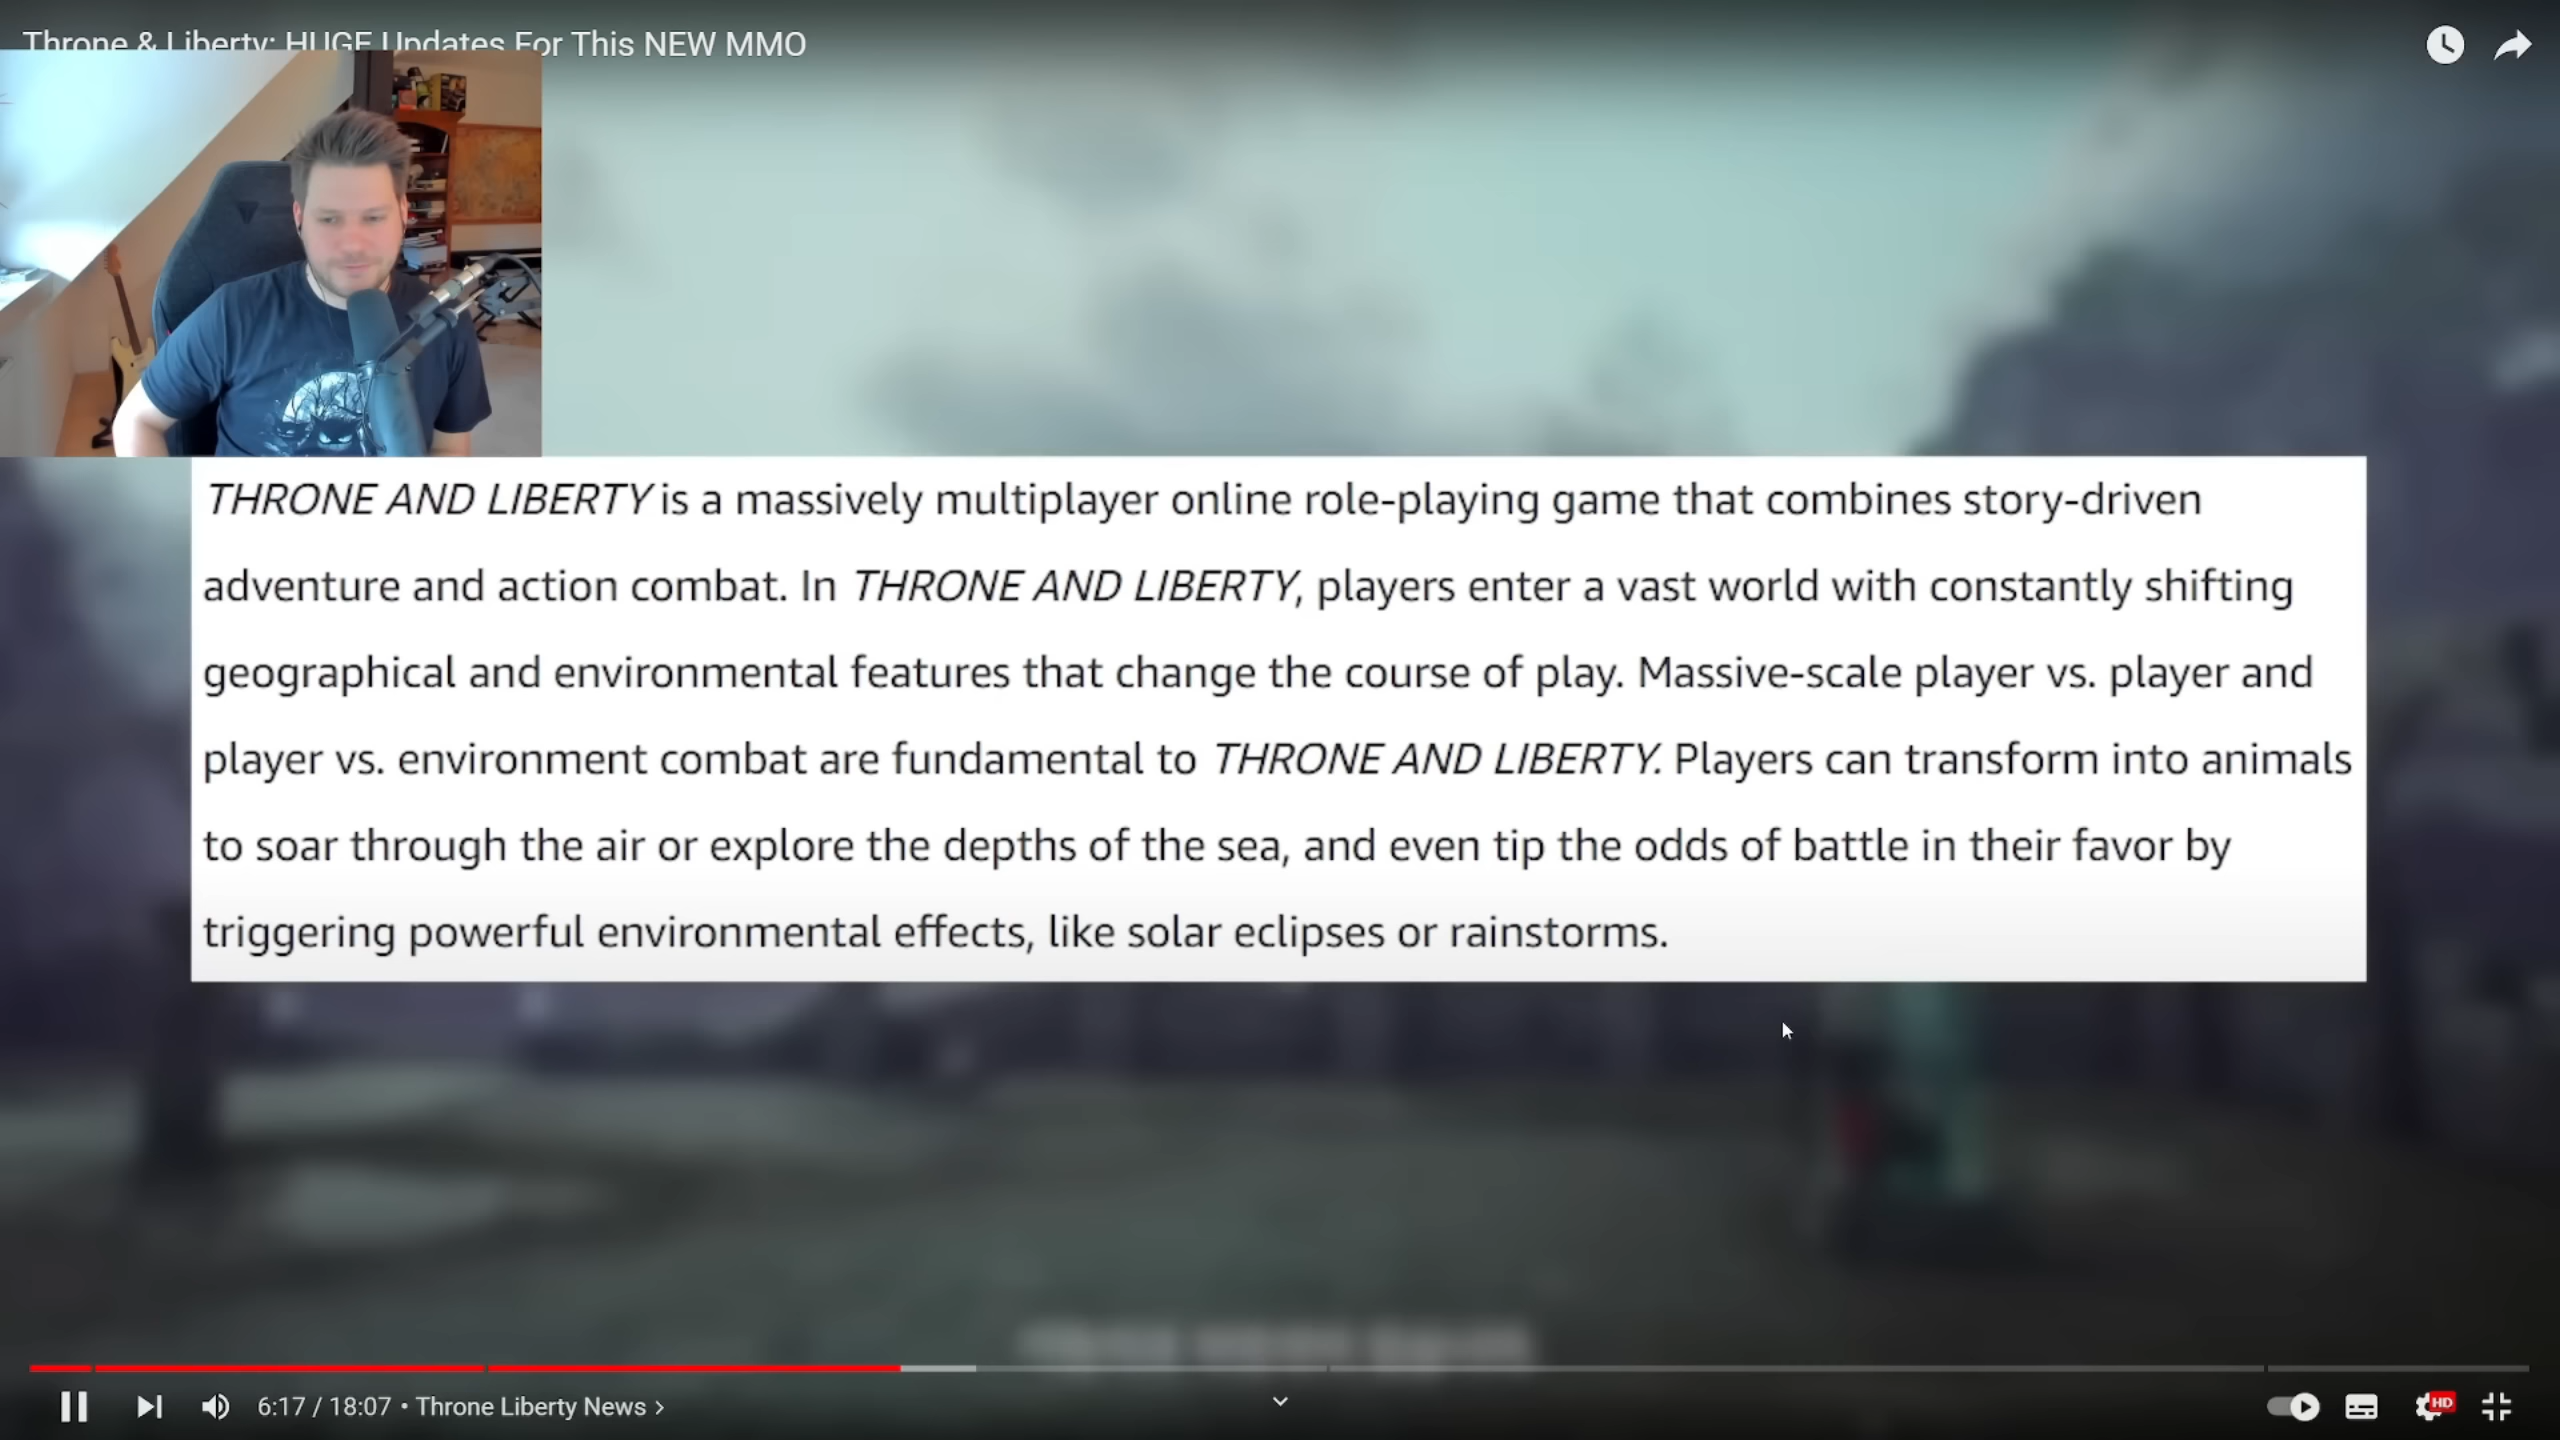 Throne & Liberty: HUGE Updates For This NEW MMO
THRONE AND LIBERTY is a massively multiplayer online role-playing game that combines story-driven
adventure and action combat. In THRONE AND LIBERTY, players enter a vast world with constantly shifting
geographical and environmental features that change the course of play. Massive-scale player vs. player and
player vs. environment combat are fundamental to THRONE AND LIBERTY. Players can transform into animals
to soar through the air or explore the depths of the sea, and even tip the odds of battle in their favor by
triggering powerful environmental effects, like solar eclipses or rainstorms.
6:17 / 18:07 • Throne Liberty News >
HD